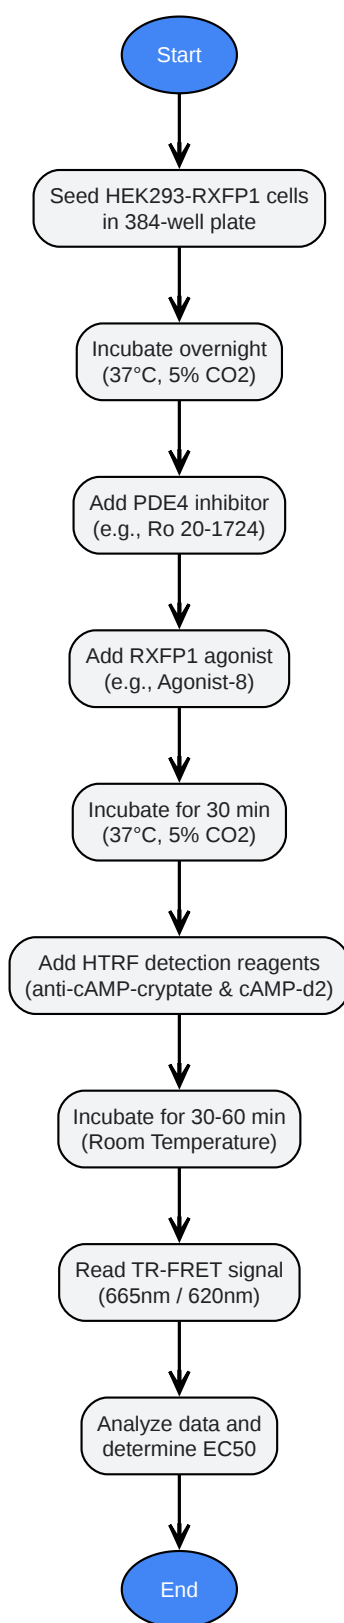 Start
Seed HEK293-RXFP1 cells
in 384-well plate
Incubate overnight
(37°C, 5% CO2)
Add PDE4 inhibitor
(e.g., Ro 20-1724)
Add RXFP1 agonist
(e.g., Agonist-8)
Incubate for 30 min
(37°C, 5% CO2)
Add HTRF detection reagents
(anti-cAMP-cryptate & cAMP-d2)
Incubate for 30-60 min
(Room Temperature)
Read TR-FRET signal
(665nm / 620nm)
Analyze data and
determine EC50
End